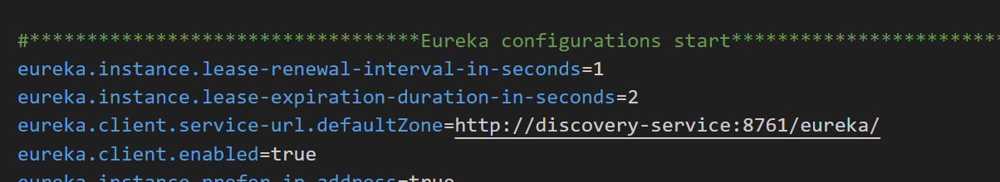 #**********************************Eureka configurations start************************
eureka.instance.lease-renewal-interval-in-seconds=1
eureka.instance.lease-expiration-duration-in-seconds=2
eureka.client.service-url.defaultZone=http://discovery-service:8761/eureka/
eureka.client.enabled=true
eureka.instance.prefer-ip-address=true